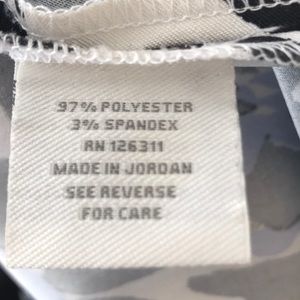 97% POLYESTER
3% SPANDEX
RN 126311
MADE IN JORDAN
SEE REVERSE
FOR CARE